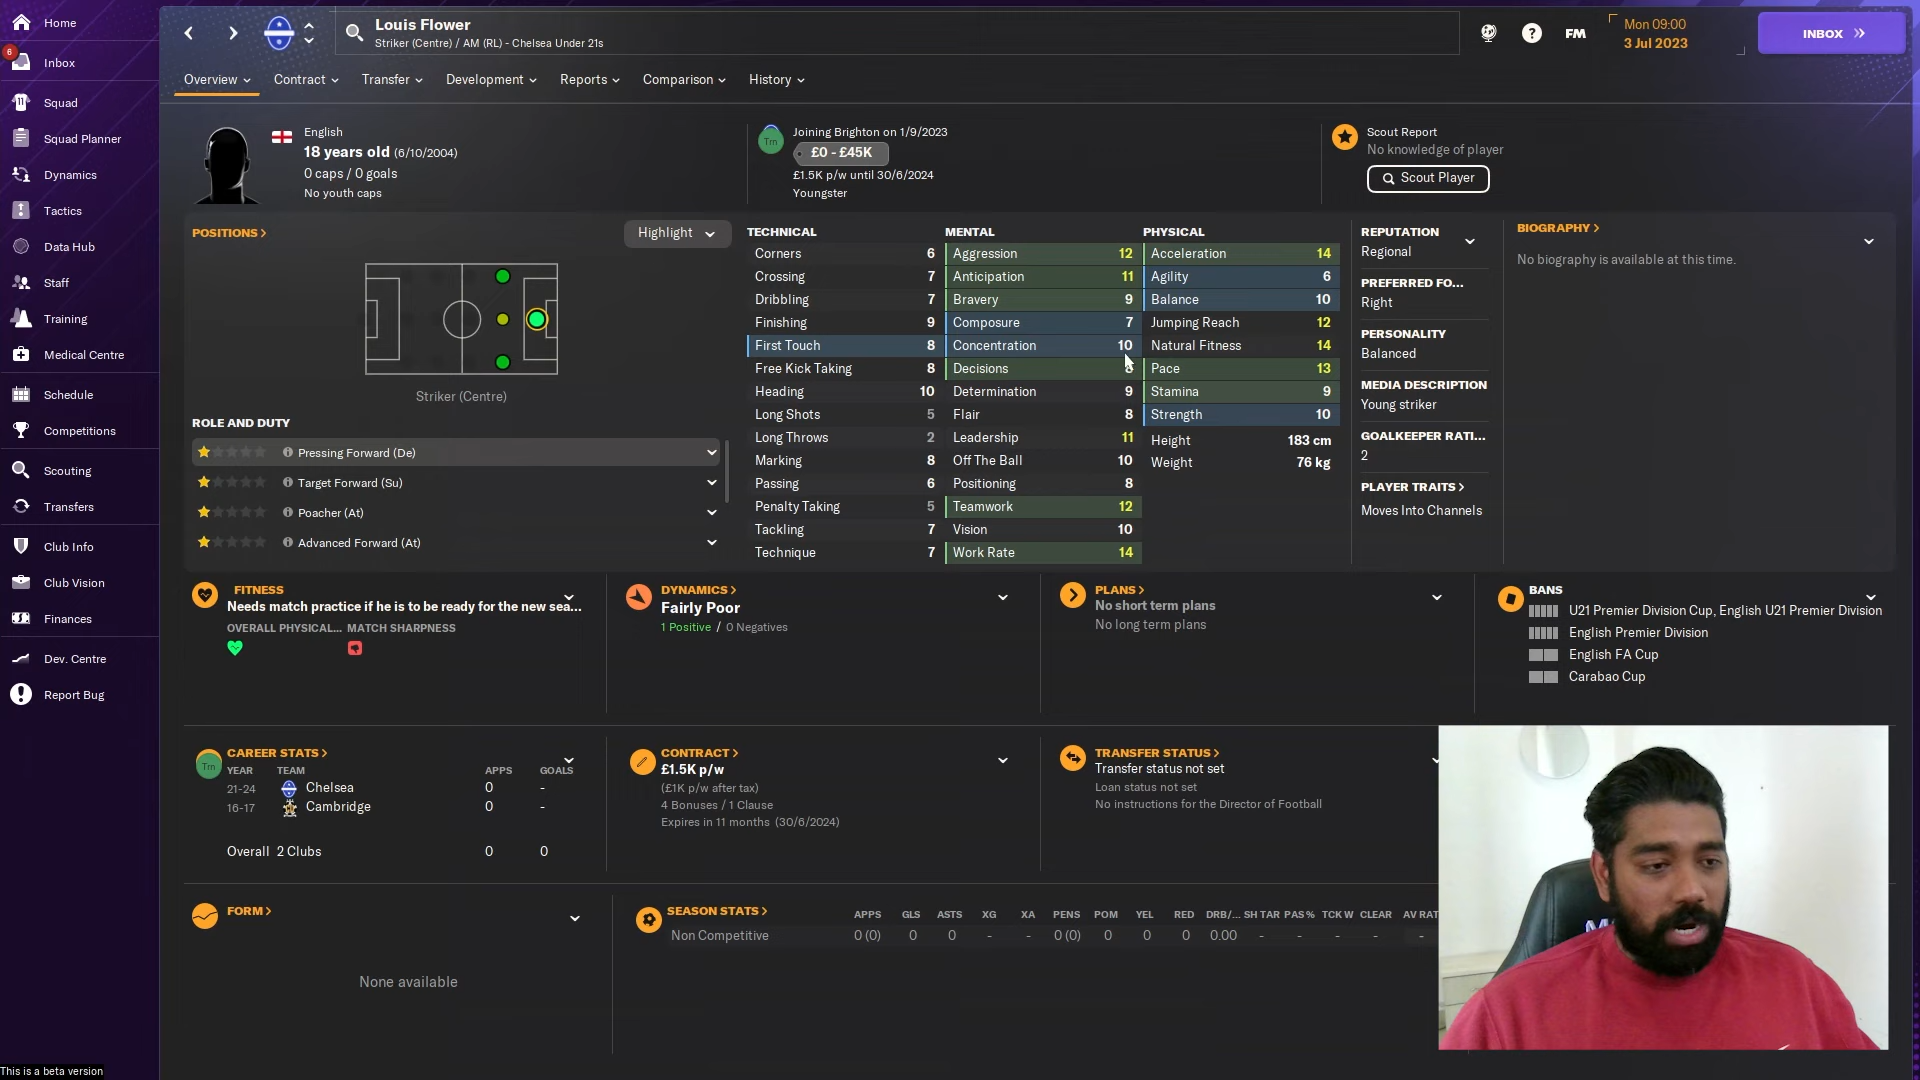 Home
6
Inbox
Squad
Squad Planner
Dynamics
Tactics
Data Hub
Staff
Training
Medical Centre
Schedule
Competitions
Scouting
Transfers
Club Info
Club Vision
Finances
Dev. Centre
Report Bug
This is a beta version
Louis Flower
Striker (Centre) / AM (RL) - Chelsea Under 21s
FM
Mon 09:00
3 Jul 2023
INBOX
Overview
Contract
Transfer
Development
Reports
Comparison
History
English
18 years old (6/10/2004)
0 caps / 0 goals
No youth caps
Trn
Joining Brighton on 1/9/2023
£0 - £45K
£1.5K p/w until 30/6/2024
Youngster
Scout Report
No knowledge of player
Scout Player
POSITIONS >
Highlight
Striker (Centre)
ROLE AND DUTY
Pressing Forward (De)
Target Forward (Su)
Poacher (At)
Advanced Forward (At)
TECHNICAL
Corners 6
Crossing 7
Dribbling 7
Finishing 9
First Touch 8
Free Kick Taking 8
Heading 10
Long Shots 5
Long Throws 2
Marking 8
Passing 6
Penalty Taking 5
Tackling 7
Technique 7
MENTAL
Aggression 12
Anticipation 11
Bravery 9
Composure 7
Concentration 10
Decisions
Determination 9
Flair 8
Leadership 11
Off The Ball 10
Positioning 8
Teamwork 12
Vision 10
Work Rate 14
PHYSICAL
Acceleration 14
Agility 6
Balance 10
Jumping Reach 12
Natural Fitness 14
Pace 13
Stamina 9
Strength 10
Height 183 cm
Weight 76 kg
REPUTATION
Regional
PREFERRED FO...
Right
PERSONALITY
Balanced
MEDIA DESCRIPTION
Young striker
GOALKEEPER RATI...
2
PLAYER TRAITS >
Moves Into Channels
BIOGRAPHY >
No biography is available at this time.
FITNESS
Needs match practice if he is to be ready for the new sea...
OVERALL PHYSICAL... MATCH SHARPNESS
DYNAMICS >
Fairly Poor
1 Positive / 0 Negatives
PLANS >
No short term plans
No long term plans
BANS
U21 Premier Division Cup, English U21 Premier Division
English Premier Division
English FA Cup
Carabao Cup
Trn
CAREER STATS >
YEAR TEAM APPS GOALS
21-24 Chelsea 0 -
16-17 Cambridge 0 -
Overall 2 Clubs 0 0
CONTRACT >
£1.5K p/w
(£1K p/w after tax)
4 Bonuses / 1 Clause
Expires in 11 months (30/6/2024)
TRANSFER STATUS >
Transfer status not set
Loan status not set
No instructions for the Director of Football
FORM >
None available
SEASON STATS >
APPS GLS ASTS XG XA PENS POM YEL RED DRB/... SH TAR PAS% TCK W CLEAR AV RAT
Non Competitive 0 (0) 0 0 - - 0 (0) 0 0 0 0.00 - - - - -